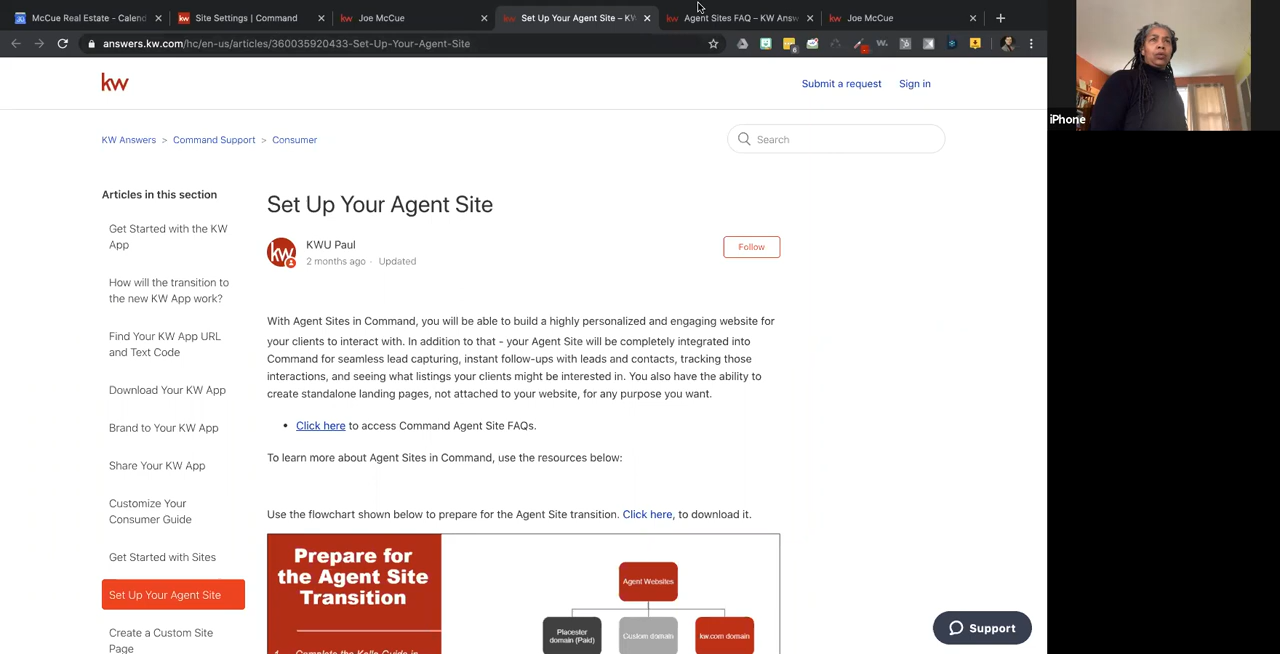 McCue Real Estate - Calend
Site Settings | Command
Joe McCue
Set Up Your Agent Site – KW
Agent Sites FAQ – KW Answ
Joe McCue
answers.kw.com/hc/en-us/articles/360035920433-Set-Up-Your-Agent-Site
iPhone
kw
Submit a request
Sign in
KW Answers > Command Support > Consumer
Search
Articles in this section
Get Started with the KW
App
How will the transition to
the new KW App work?
Find Your KW App URL
and Text Code
Download Your KW App
Brand to Your KW App
Share Your KW App
Customize Your
Consumer Guide
Get Started with Sites
Set Up Your Agent Site
Create a Custom Site
Page
Set Up Your Agent Site
kw
KWU Paul
2 months ago · Updated
Follow
With Agent Sites in Command, you will be able to build a highly personalized and engaging website for
your clients to interact with. In addition to that - your Agent Site will be completely integrated into
Command for seamless lead capturing, instant follow-ups with leads and contacts, tracking those
interactions, and seeing what listings your clients might be interested in. You also have the ability to
create standalone landing pages, not attached to your website, for any purpose you want.
• Click here to access Command Agent Site FAQs.
To learn more about Agent Sites in Command, use the resources below:
Use the flowchart shown below to prepare for the Agent Site transition. Click here, to download it.
Prepare for
the Agent Site
Transition
Agent Websites
Placester
domain (Paid)
Custom domain
kw.com domain
Support